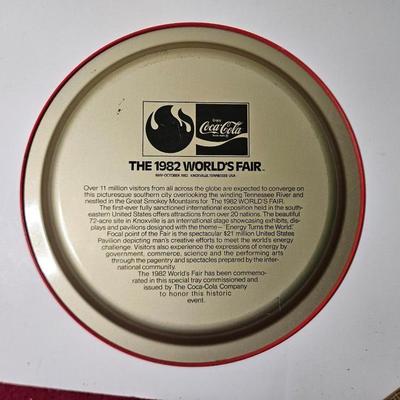 Enjoy
Coca-Cola
THE 1982 WORLD'S FAIR™
MAY-OCTOBER 1982 KNOXVILLE, TENNESSEE USA
Over 11 million visitors from all across the globe are expected to converge on
this picturesque southern city overlooking the winding Tennessee River and
nestled in the Great Smokey Mountains for The 1982 WORLD'S FAIR.
The first-ever fully sanctioned international exposition held in the south-
eastern United States offers attractions from over 20 nations. The beautiful
72-acre site in Knoxville is an international stage showcasing exhibits, dis-
plays and pavilions designed with the theme— "Energy Turns the World."
Focal point of the Fair is the spectacular $21 million United States
Pavilion depicting man's creative efforts to meet the world's energy
challenge. Visitors also experience the expressions of energy by
government, commerce, science and the performing arts
through the pagentry and spectacles prepared by the inter-
national community.
The 1982 World's Fair has been commemo-
rated in this special tray commissioned and
issued by The Coca-Cola Company
to honor this historic
event.